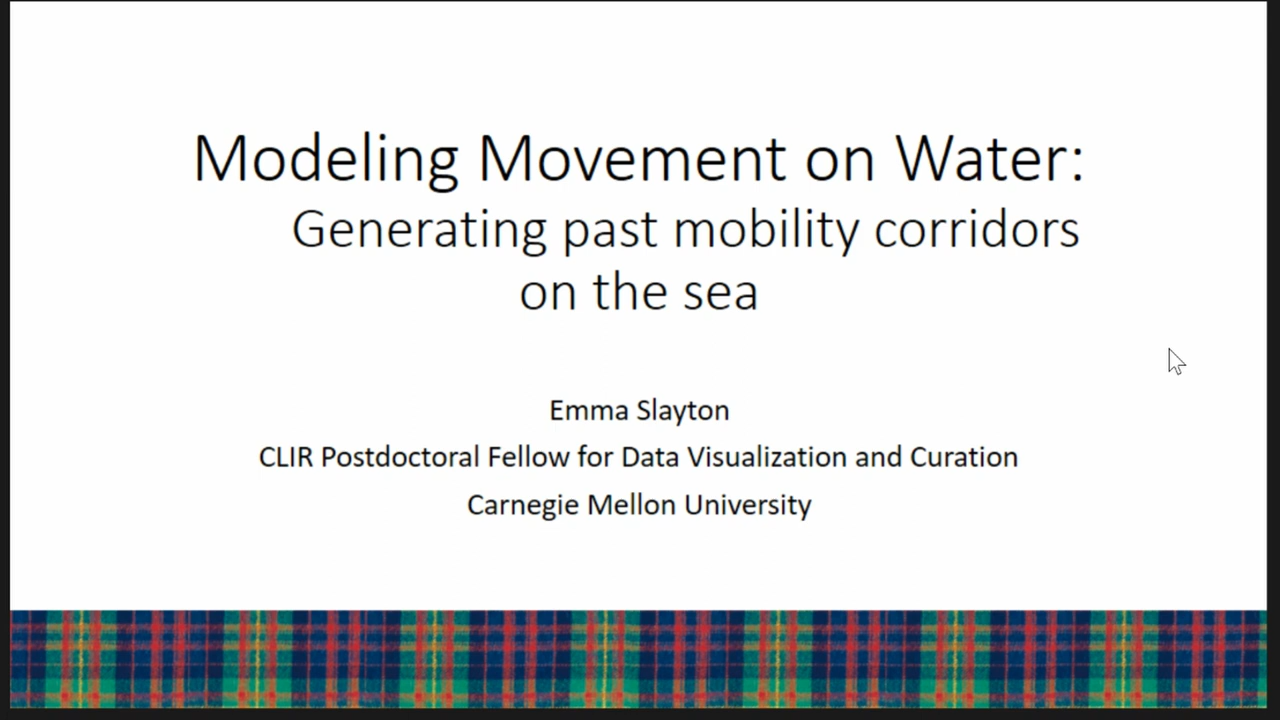 Modeling Movement on Water:
Generating past mobility corridors
on the sea
Emma Slayton
CLIR Postdoctoral Fellow for Data Visualization and Curation
Carnegie Mellon University